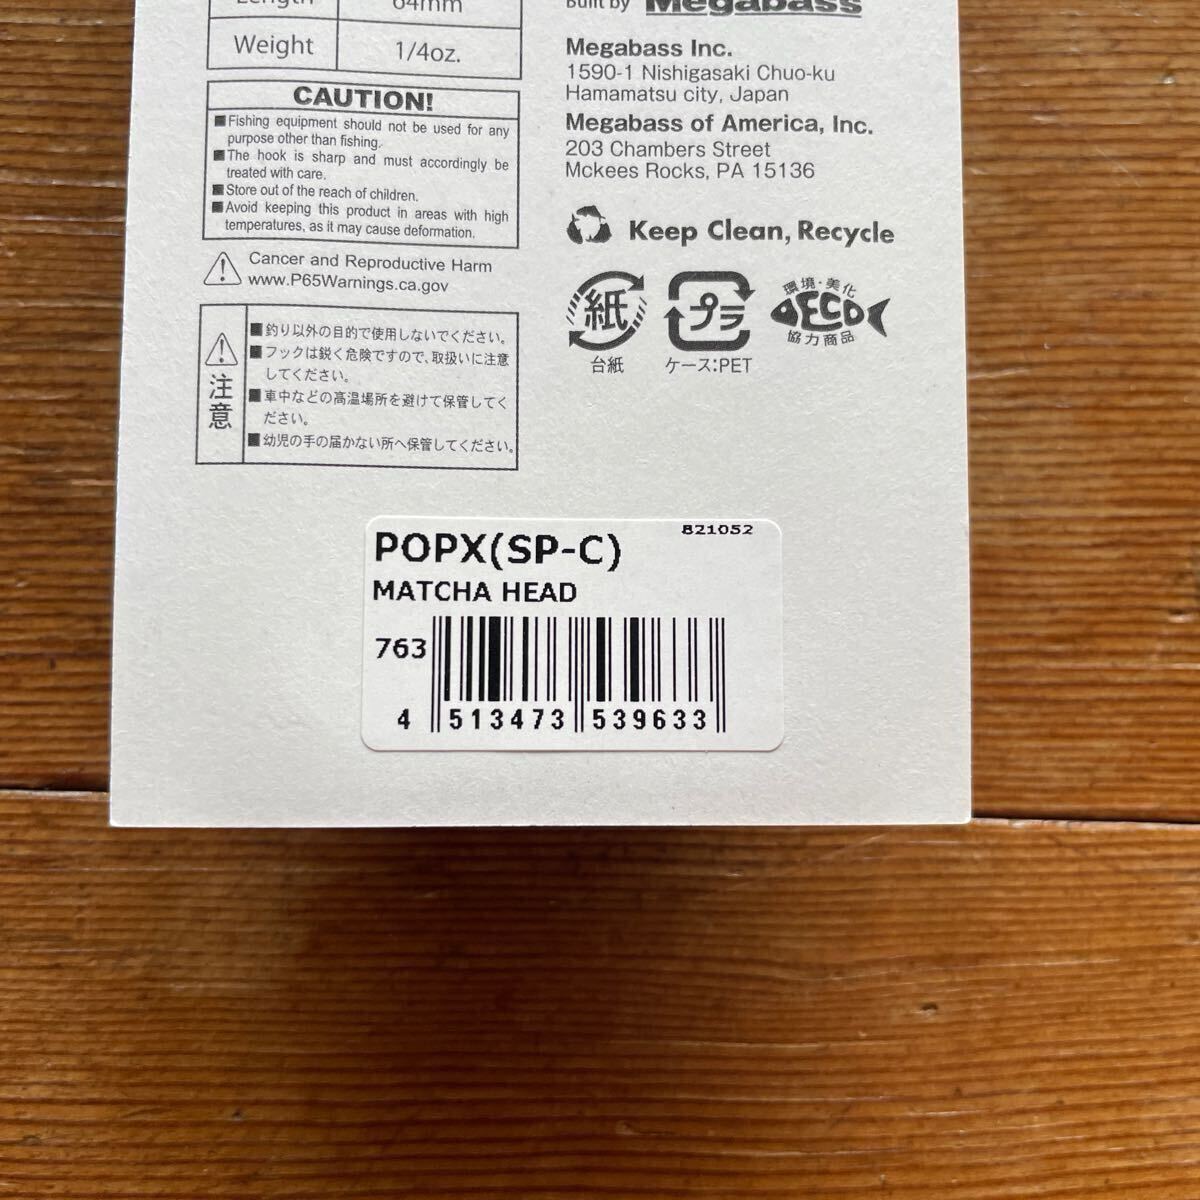 Length 64mm
Weight 1/4oz.
CAUTION!
■Fishing equipment should not be used for any
purpose other than fishing.
■The hook is sharp and must accordingly be
treated with care.
■Store out of the reach of children.
■Avoid keeping this product in areas with high
temperatures, as it may cause deformation.
Cancer and Reproductive Harm
www.P65Warnings.ca.gov
注意
■釣り以外の目的で使用しないでください。
■フックは鋭く危険ですので、取扱いに注意
してください。
■車中などの高温場所を避けて保管してく
ださい。
■幼児の手の届かない所へ保管してください。
Built by Megabass
Megabass Inc.
1590-1 Nishigasaki Chuo-ku
Hamamatsu city, Japan
Megabass of America, Inc.
203 Chambers Street
Mckees Rocks, PA 15136
Keep Clean, Recycle
紙
台紙
プラ
ケース:PET
環境・美化
ECO
協力商品
821052
POPX(SP-C)
MATCHA HEAD
763
4 513473 539633